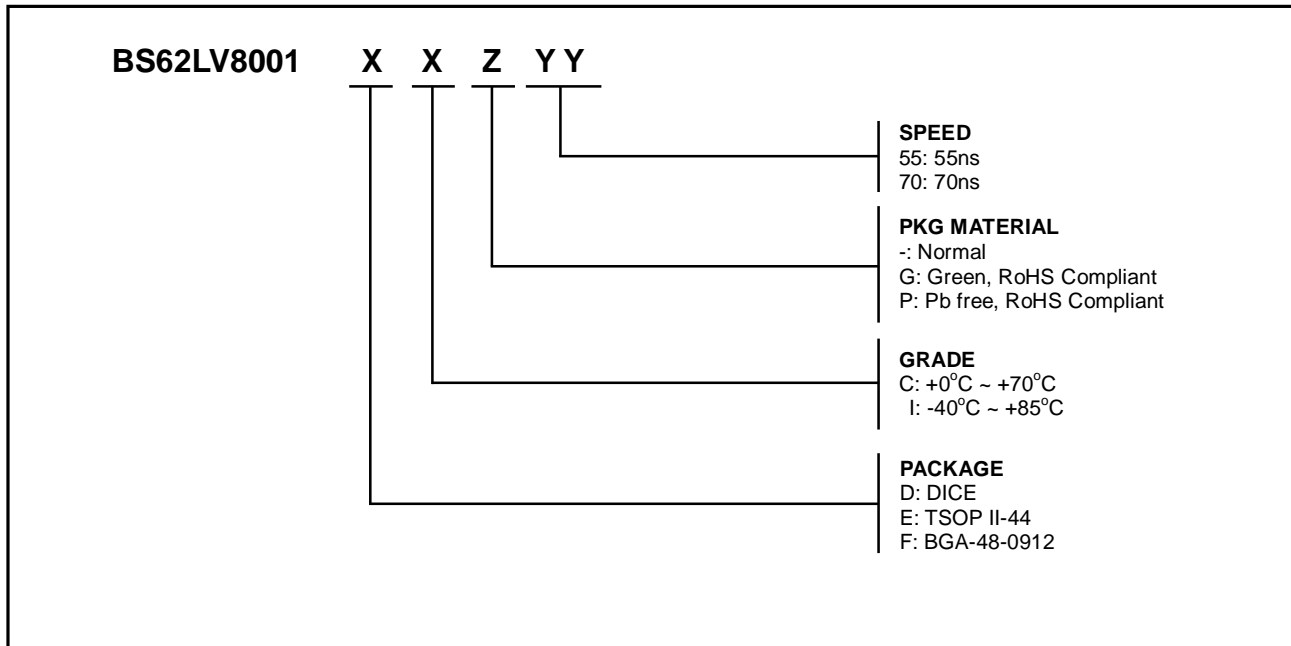 BS62LV8001 X X Z Y Y
SPEED
55: 55ns
70: 70ns
PKG MATERIAL
-: Normal
G: Green, RoHS Compliant
P: Pb free, RoHS Compliant
GRADE
C: +0°C ~ +70°C
I: -40°C ~ +85°C
PACKAGE
D: DICE
E: TSOP II-44
F: BGA-48-0912